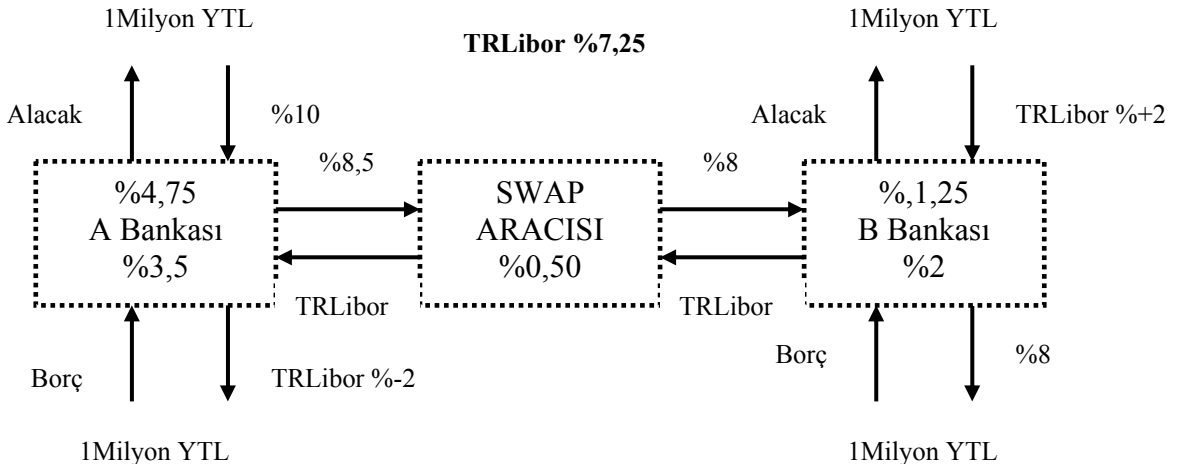 1Milyon YTL
1Milyon YTL
TRLibor %7,25
Alacak
%10
Alacak
TRLibor %+2
%8,5
%8
%4,75
A Bankası
%3,5
SWAP
ARACISI
%0,50
%,1,25
B Bankası
%2
TRLibor
TRLibor
Borç
TRLibor %-2
Borç
%8
1Milyon YTL
1Milyon YTL